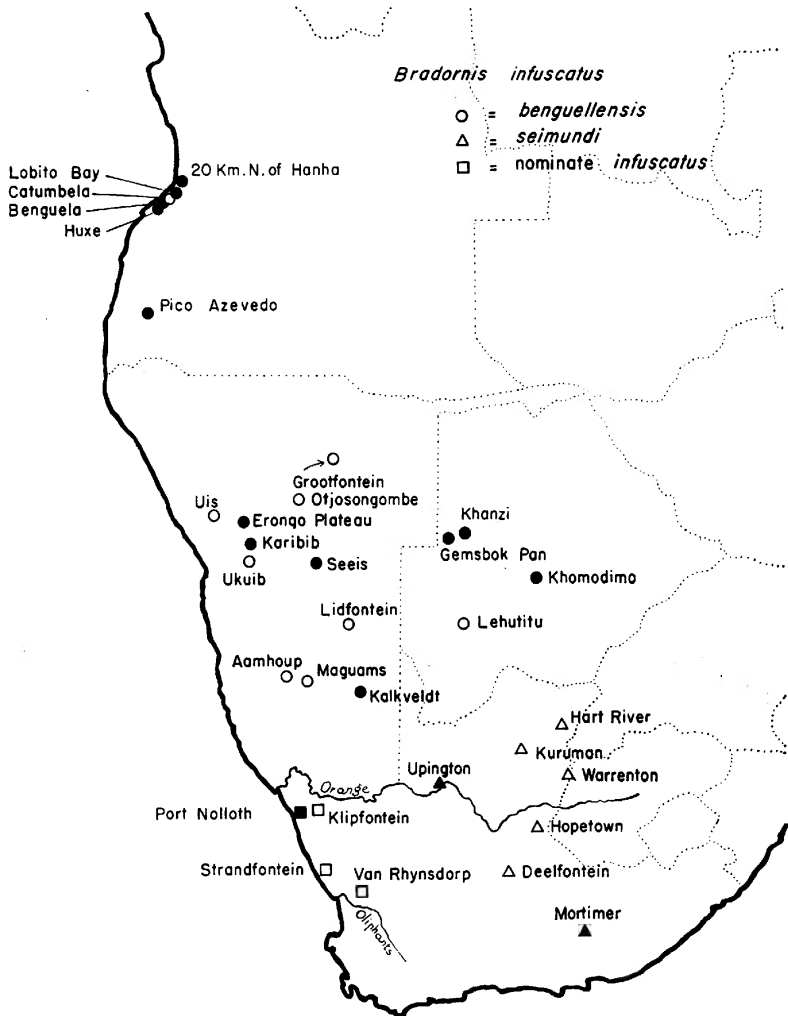 Bradornis infuscatus
○ = benguellensis
△ = seimundi
□ = nominate infuscatus
Lobito Bay
20 Km. N. of Hanha
Catumbela
Benguela
Huxe
Pico Azevedo
Grootfontein
Otjosongombe
Uis
Erongo Plateau
Khanzi
Karibib
Gemsbok Pan
Seeis
Ukuib
Khomodimo
Lidfontein
Lehutitu
Aamhoup
Maguams
Kalkveldt
Hart River
Kuruman
Upington
Warrenton
Orange
Port Nolloth
Klipfontein
Hopetown
Strandfontein
Van Rhynsdorp
Deelfontein
Oliphants
Mortimer